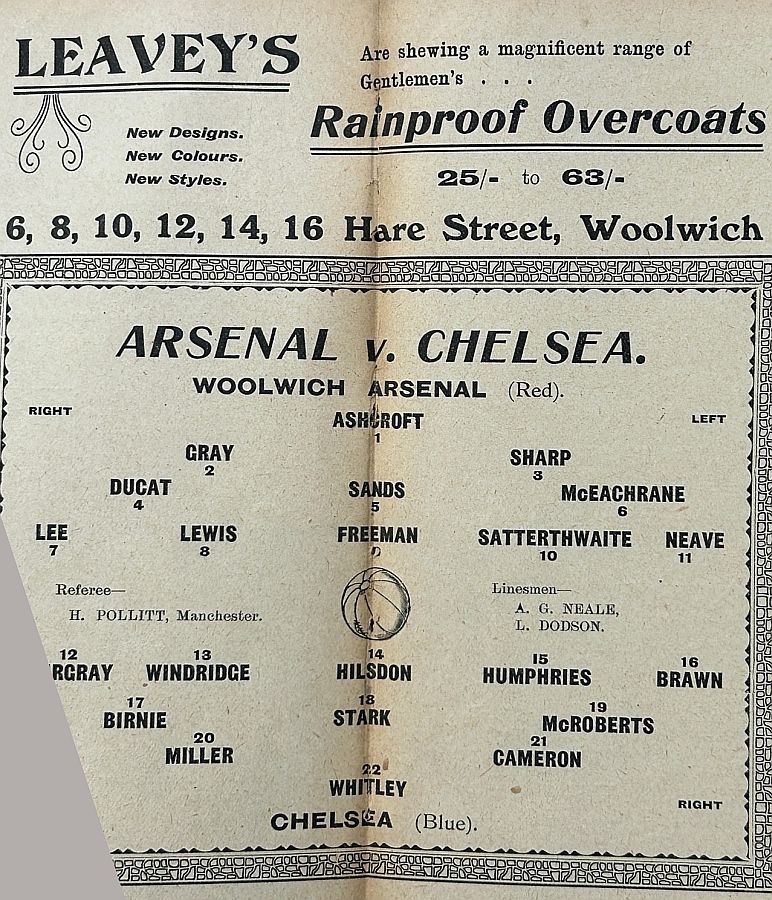 LEAVEY'S
Are shewing a magnificent range of
Gentlemen's . . .
Rainproof Overcoats
New Designs.
New Colours.
New Styles.
25/- to 63/-
6, 8, 10, 12, 14, 16 Hare Street, Woolwich
ARSENAL v. CHELSEA.
WOOLWICH ARSENAL (Red).
RIGHT
LEFT
ASHCROFT
1
GRAY
2
SHARP
3
DUCAT
4
SANDS
5
McEACHRANE
6
LEE
7
LEWIS
8
FREEMAN
SATTERTHWAITE
10
NEAVE
11
Referee—
H. POLLITT, Manchester.
Linesmen—
A. G. NEALE,
L. DODSON.
12
RGRAY
13
WINDRIDGE
14
HILSDON
15
HUMPHRIES
16
BRAWN
17
BIRNIE
18
STARK
19
McROBERTS
20
MILLER
21
CAMERON
22
WHITLEY
RIGHT
CHELSEA (Blue).